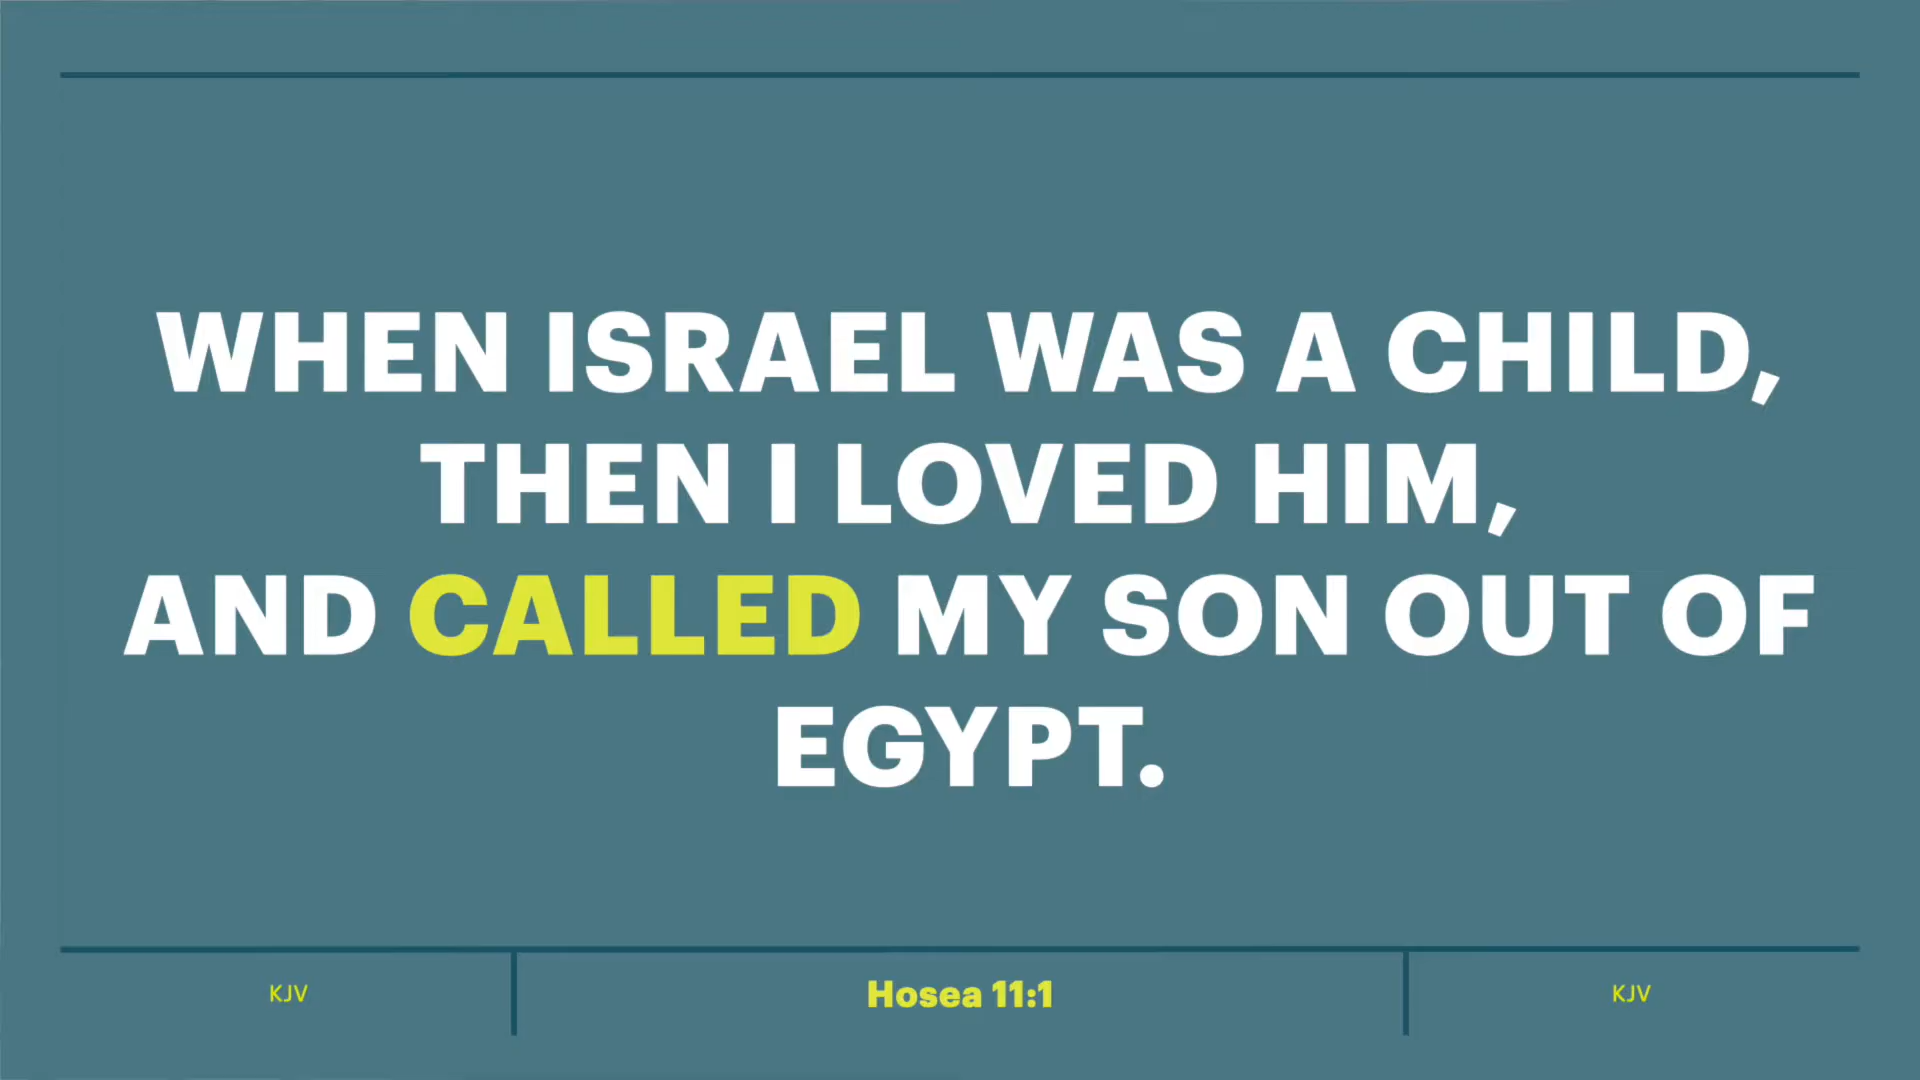 WHEN ISRAEL WAS A CHILD,
THEN I LOVED HIM,
AND CALLED MY SON OUT OF
EGYPT.
KJV
Hosea 11:1
KJV